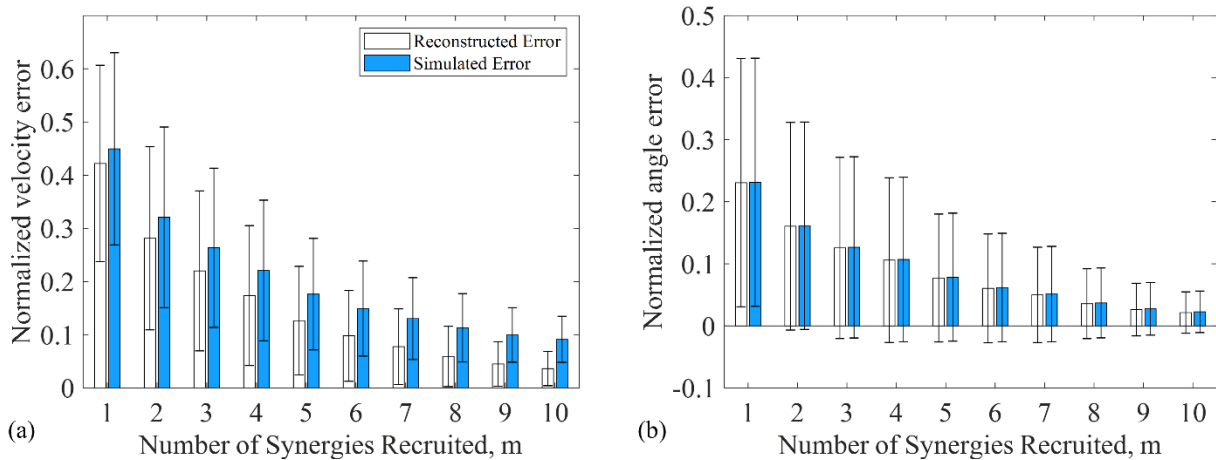 Normalized velocity error
0.6
0.5
0.4
0.3
0.2
0.1
0
Reconstructed Error
Simulated Error
1 2 3 4 5 6 7 8 9 10
(a)
Number of Synergies Recruited, m
Normalized angle error
0.5
0.4
0.3
0.2
0.1
0
-0.1
1 2 3 4 5 6 7 8 9 10
(b)
Number of Synergies Recruited, m